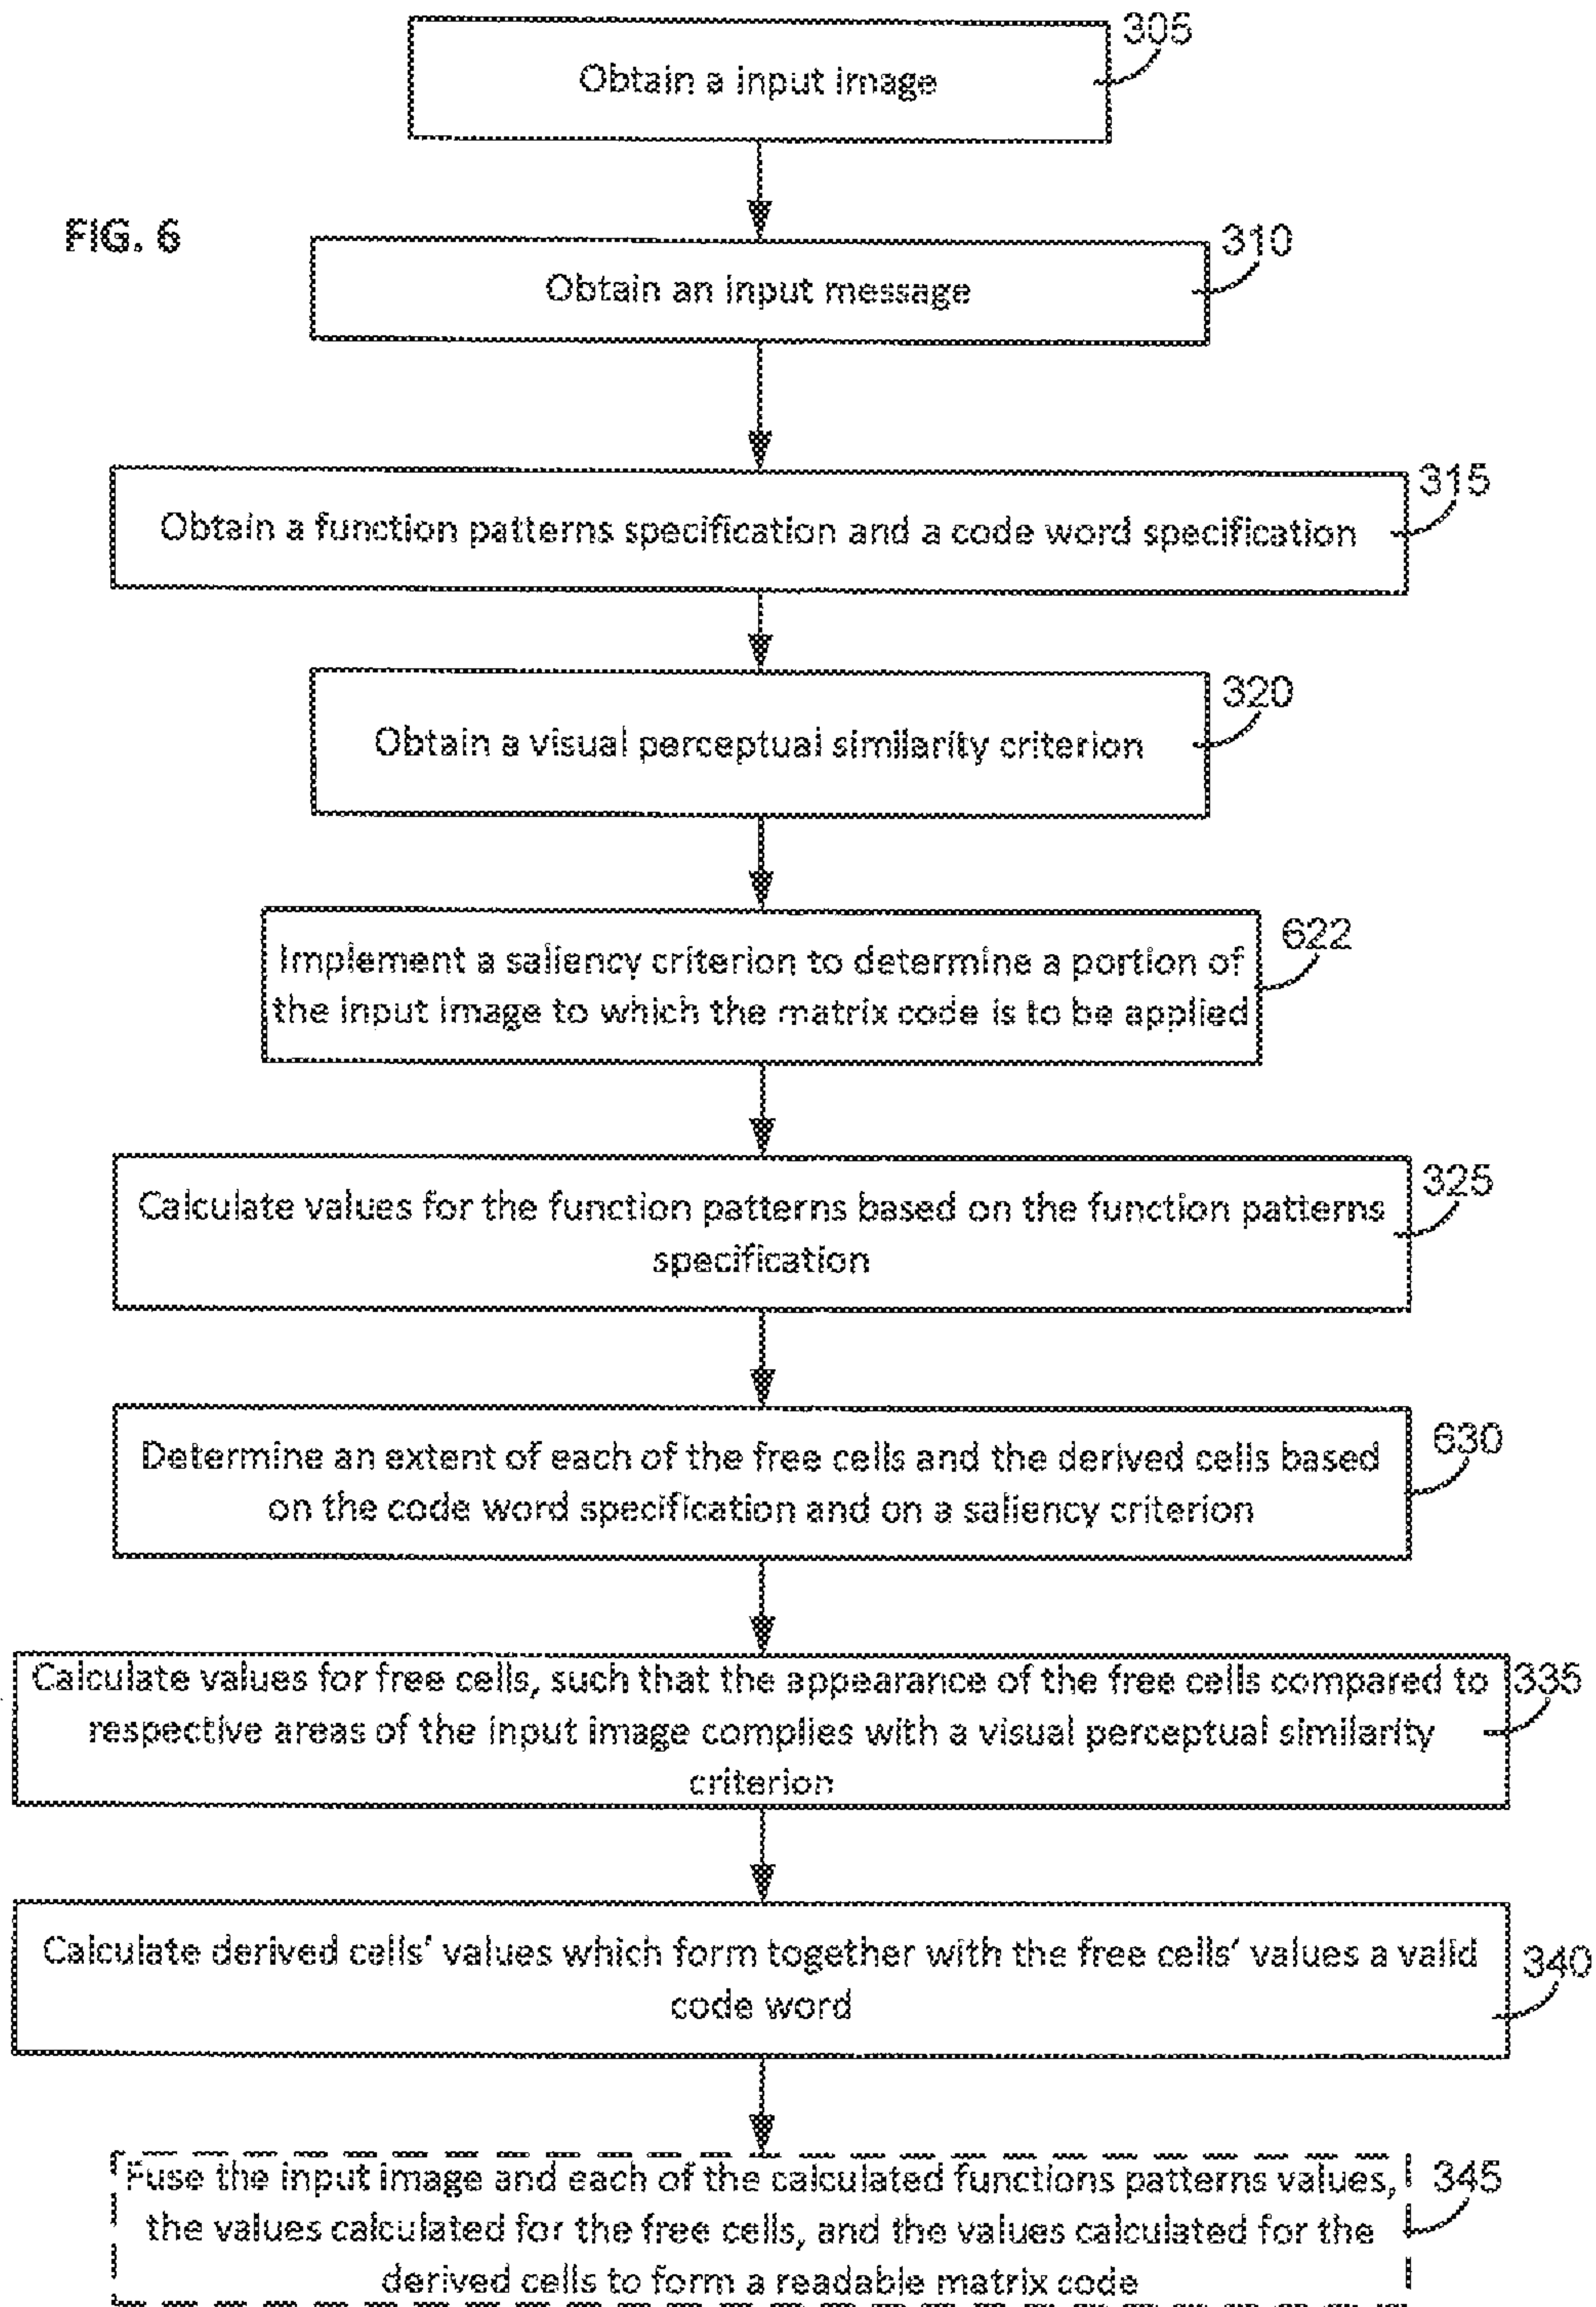 305
Obtain a input image
FIG. 6
310
Obtain an input message
315
Obtain a function patterns specification and a code word specification
320
Obtain a visual perceptual similarity criterion
622
Implement a saliency criterion to determine a portion of
the input image to which the matrix code is to be applied
325
Calculate values for the function patterns based on the function patterns
specification
630
Determine an extent of each of the free cells and the derived cells based
on the code word specification and on a saliency criterion
335
Calculate values for free cells, such that the appearance of the free cells compared to
respective areas of the input image complies with a visual perceptual similarity
criterion
340
Calculate derived cells' values which form together with the free cells' values a valid
code word
345
Fuse the input image and each of the calculated functions patterns values,
the values calculated for the free cells, and the values calculated for the
derived cells to form a readable matrix code